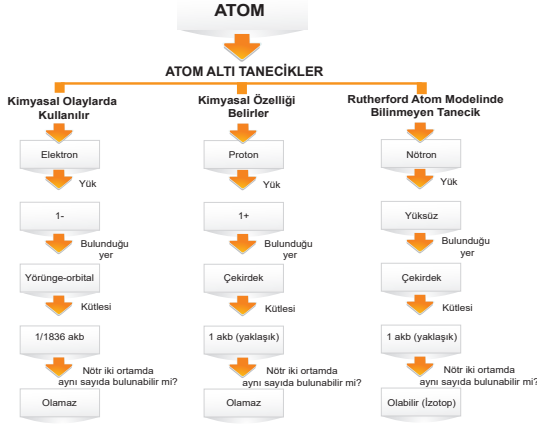 ATOM
ATOM ALTI TANECİKLER
Kimyasal Olaylarda
Kullanılır
Elektron
Yük
1-
Bulunduğu
yer
Yörünge-orbital
Kütlesi
1/1836 akb
Nötr iki ortamda
aynı sayıda bulunabilir mi?
Olamaz
Kimyasal Özelliği
Belirler
Proton
Yük
1+
Bulunduğu
yer
Çekirdek
Kütlesi
1 akb (yaklaşık)
Nötr iki ortamda
aynı sayıda bulunabilir mi?
Olamaz
Rutherford Atom Modelinde
Bilinmeyen Tanecik
Nötron
Yük
Yüksüz
Bulunduğu
yer
Çekirdek
Kütlesi
1 akb (yaklaşık)
Nötr iki ortamda
aynı sayıda bulunabilir mi?
Olabilir (İzotop)